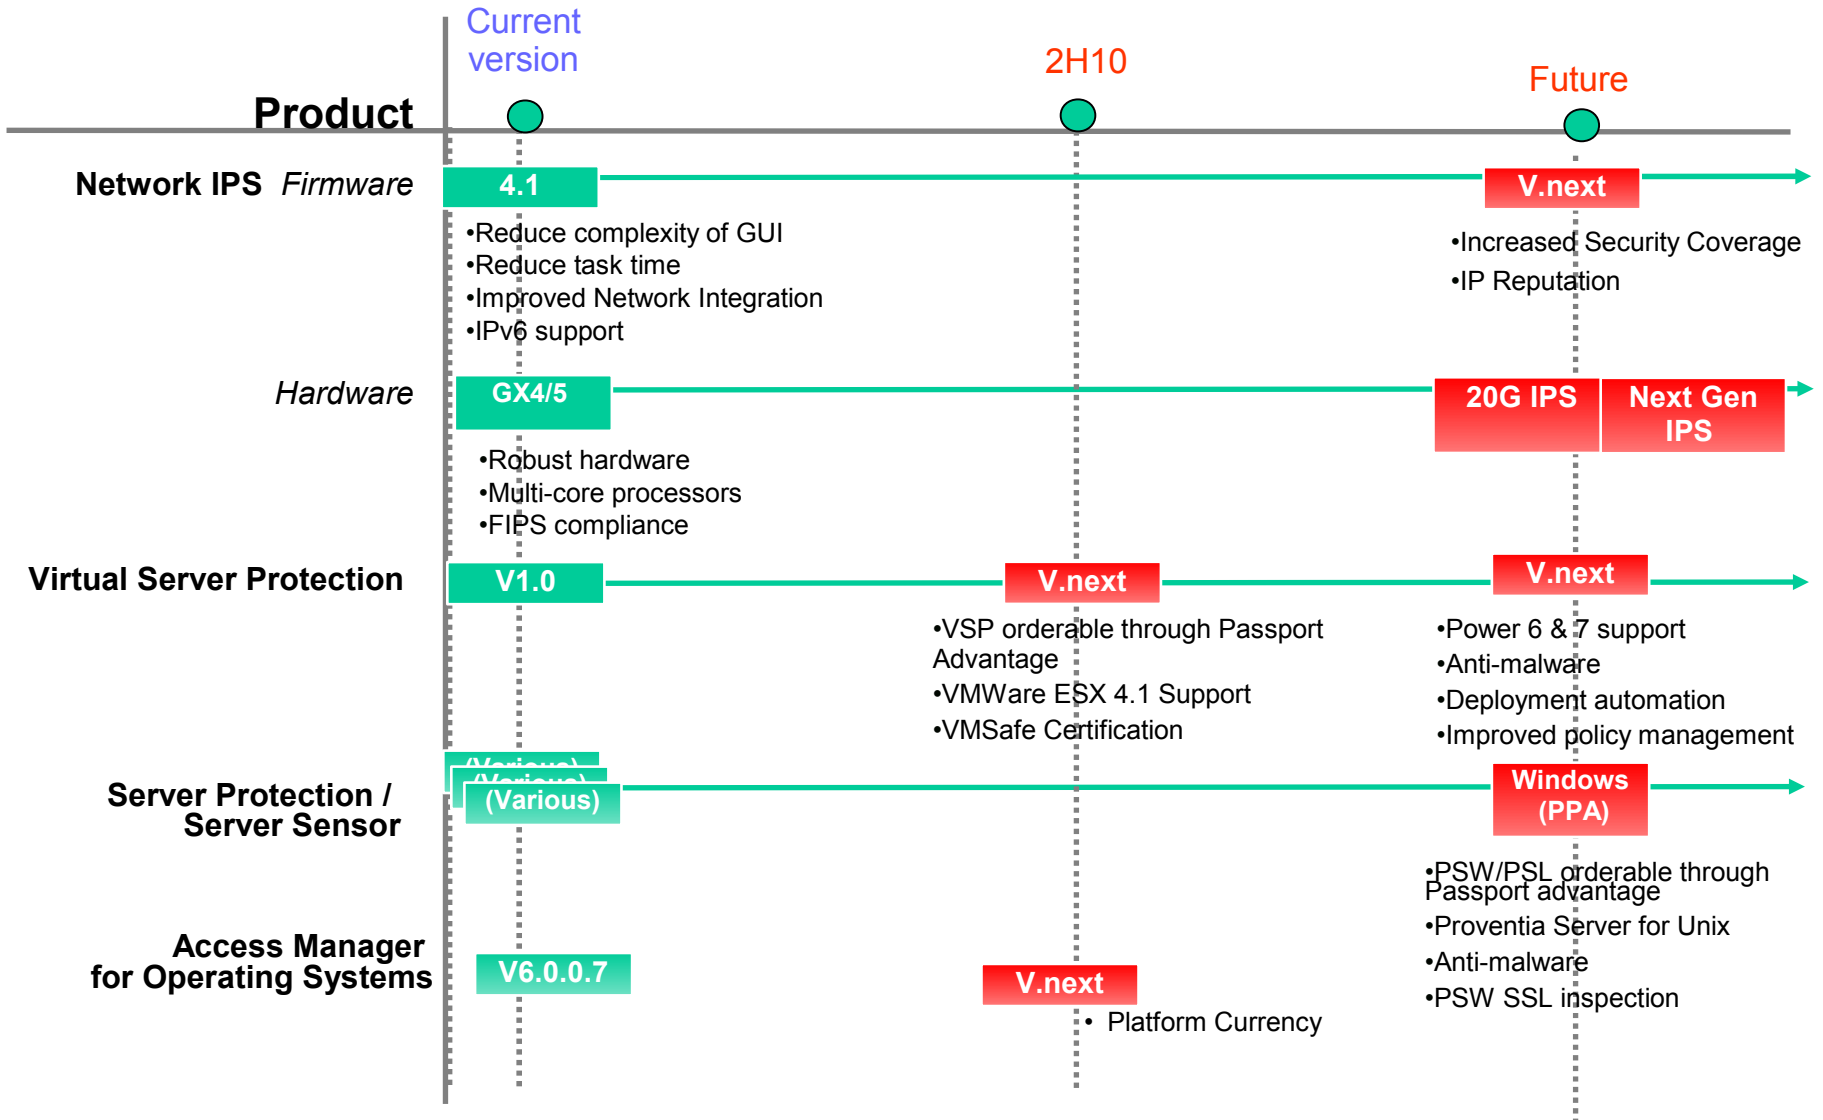 Current
version
2H10
Future
Product
Network IPS Firmware
4.1
V.next
•Reduce complexity of GUI
•Reduce task time
•Improved Network Integration
•IPv6 support
•Increased Security Coverage
•IP Reputation
Hardware
GX4/5
20G IPS
Next Gen
IPS
•Robust hardware
•Multi-core processors
•FIPS compliance
Virtual Server Protection
V1.0
V.next
V.next
•VSP orderable through Passport
Advantage
•VMWare ESX 4.1 Support
•VMSafe Certification
•Power 6 & 7 support
•Anti-malware
•Deployment automation
•Improved policy management
Server Protection /
Server Sensor
(Various)
(Various)
(Various)
Windows
(PPA)
•PSW/PSL orderable through
Passport advantage
•Proventia Server for Unix
•Anti-malware
•PSW SSL inspection
Access Manager
for Operating Systems
V6.0.0.7
V.next
• Platform Currency